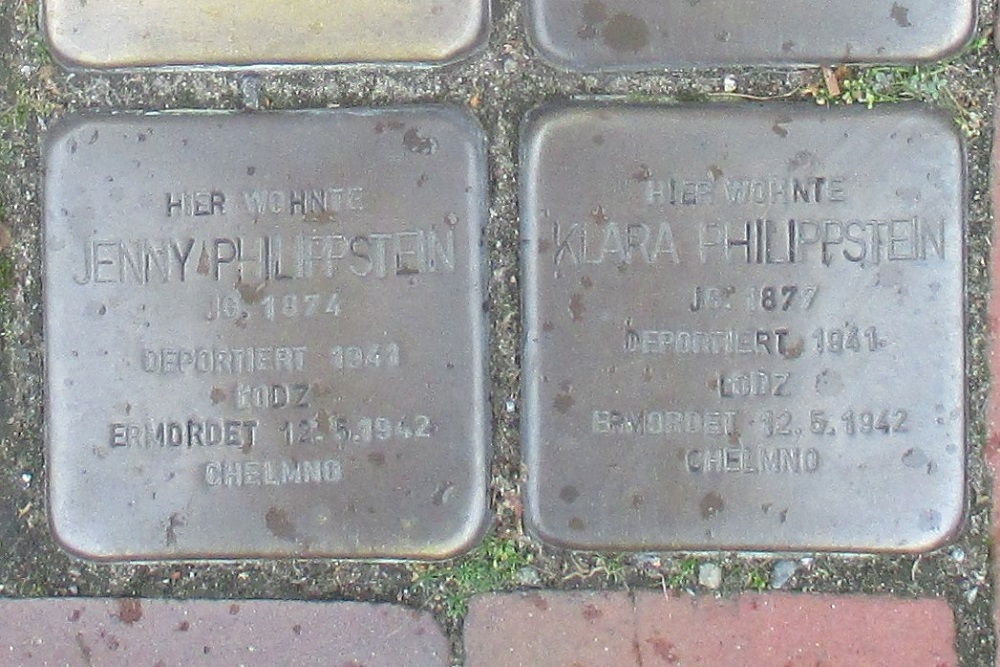 HIER WOHNTE
JENNY PHILIPPSTEIN
JG. 1874
DEPORTIERT 1941
LODZ
ERMORDET 12.5.1942
CHELMNO
HIER WOHNTE
KLARA PHILIPPSTEIN
JG. 1877
DEPORTIERT 1941
LODZ
ERMORDET 12.5.1942
CHELMNO